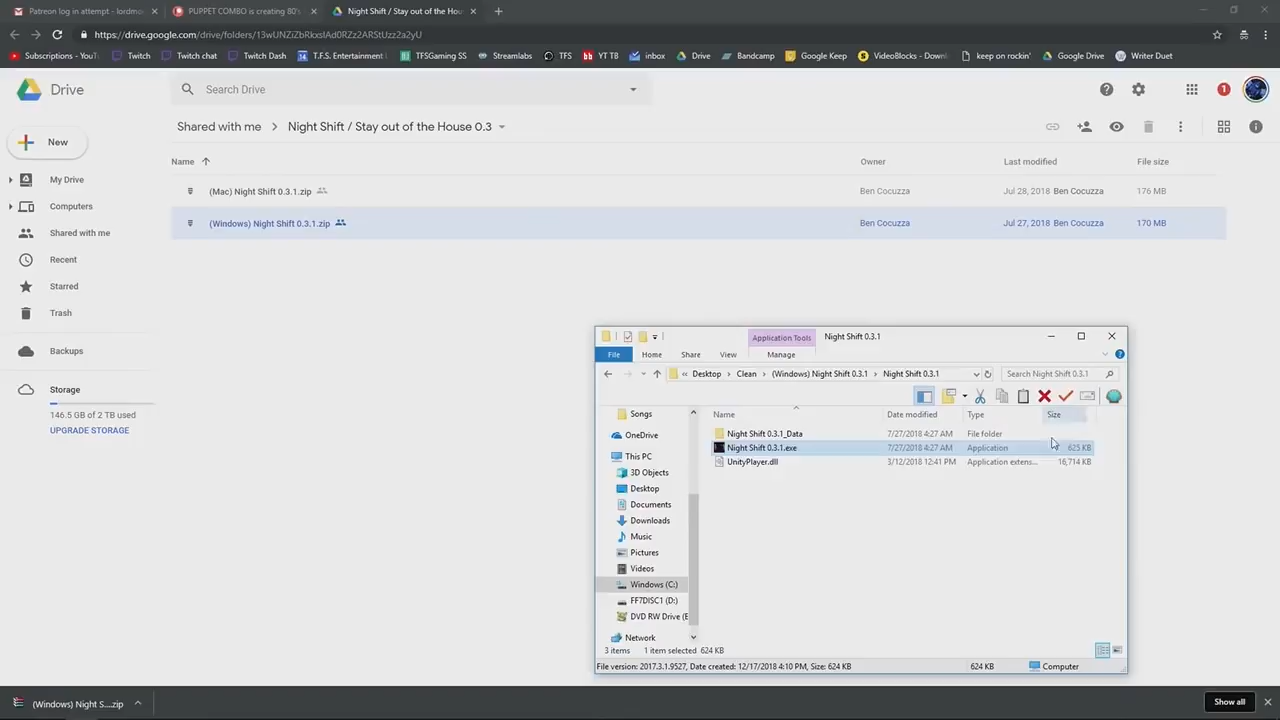 Patreon log in attempt - lordmo
PUPPET COMBO is creating 80's
Night Shift / Stay out of the Hou
https://drive.google.com/drive/folders/
Subscriptions - YouT
Twitch
Twitch Dash
T.F.S. Entertainment
TFSGaming SS
Streamlabs
TFS
YT TB
inbox
Drive
Bandcamp
Google Keep
VideoBlocks - Down
keep on rockin'
Google Drive
Writer Duet
Drive
Search Drive
1
New
Shared with me
Night Shift / Stay out of the House 0.3
Name
Owner
Last modified
File size
My Drive
(Mac) Night Shift 0.3.1.zip
Ben Cocuzza
Jul 28, 2018 Ben Cocuzza
176 MB
Computers
(Windows) Night Shift 0.3.1.zip
Ben Cocuzza
Jul 27, 2018 Ben Cocuzza
170 MB
Shared with me
Recent
Starred
Trash
Backups
Storage
146.5 GB of 2 TB used
UPGRADE STORAGE
Application Tools
Night Shift 0.3.1
File
Home
Share
View
Manage
« Desktop > Clean > (Windows) Night Shift 0.3.1 > Night Shift 0.3.1
Search Night Shift 0.3.1
Songs
OneDrive
This PC
3D Objects
Desktop
Documents
Downloads
Music
Pictures
Videos
Windows (C:)
FF7DISC1 (D:)
DVD RW Drive (E
Network
Name
Date modified
Type
Size
Night Shift 0.3.1_Data
7/27/2018 4:27 AM
File folder
Night Shift 0.3.1.exe
7/27/2018 4:27 AM
Application
625 KB
UnityPlayer.dll
3/12/2018 12:41 PM
Application extens...
16,714 KB
3 items
1 item selected 624 KB
File version: 2017.3.1.9527, Date created: 12/17/2018 4:10 PM, Size: 624 KB
624 KB
Computer
(Windows) Night S....zip
Show all